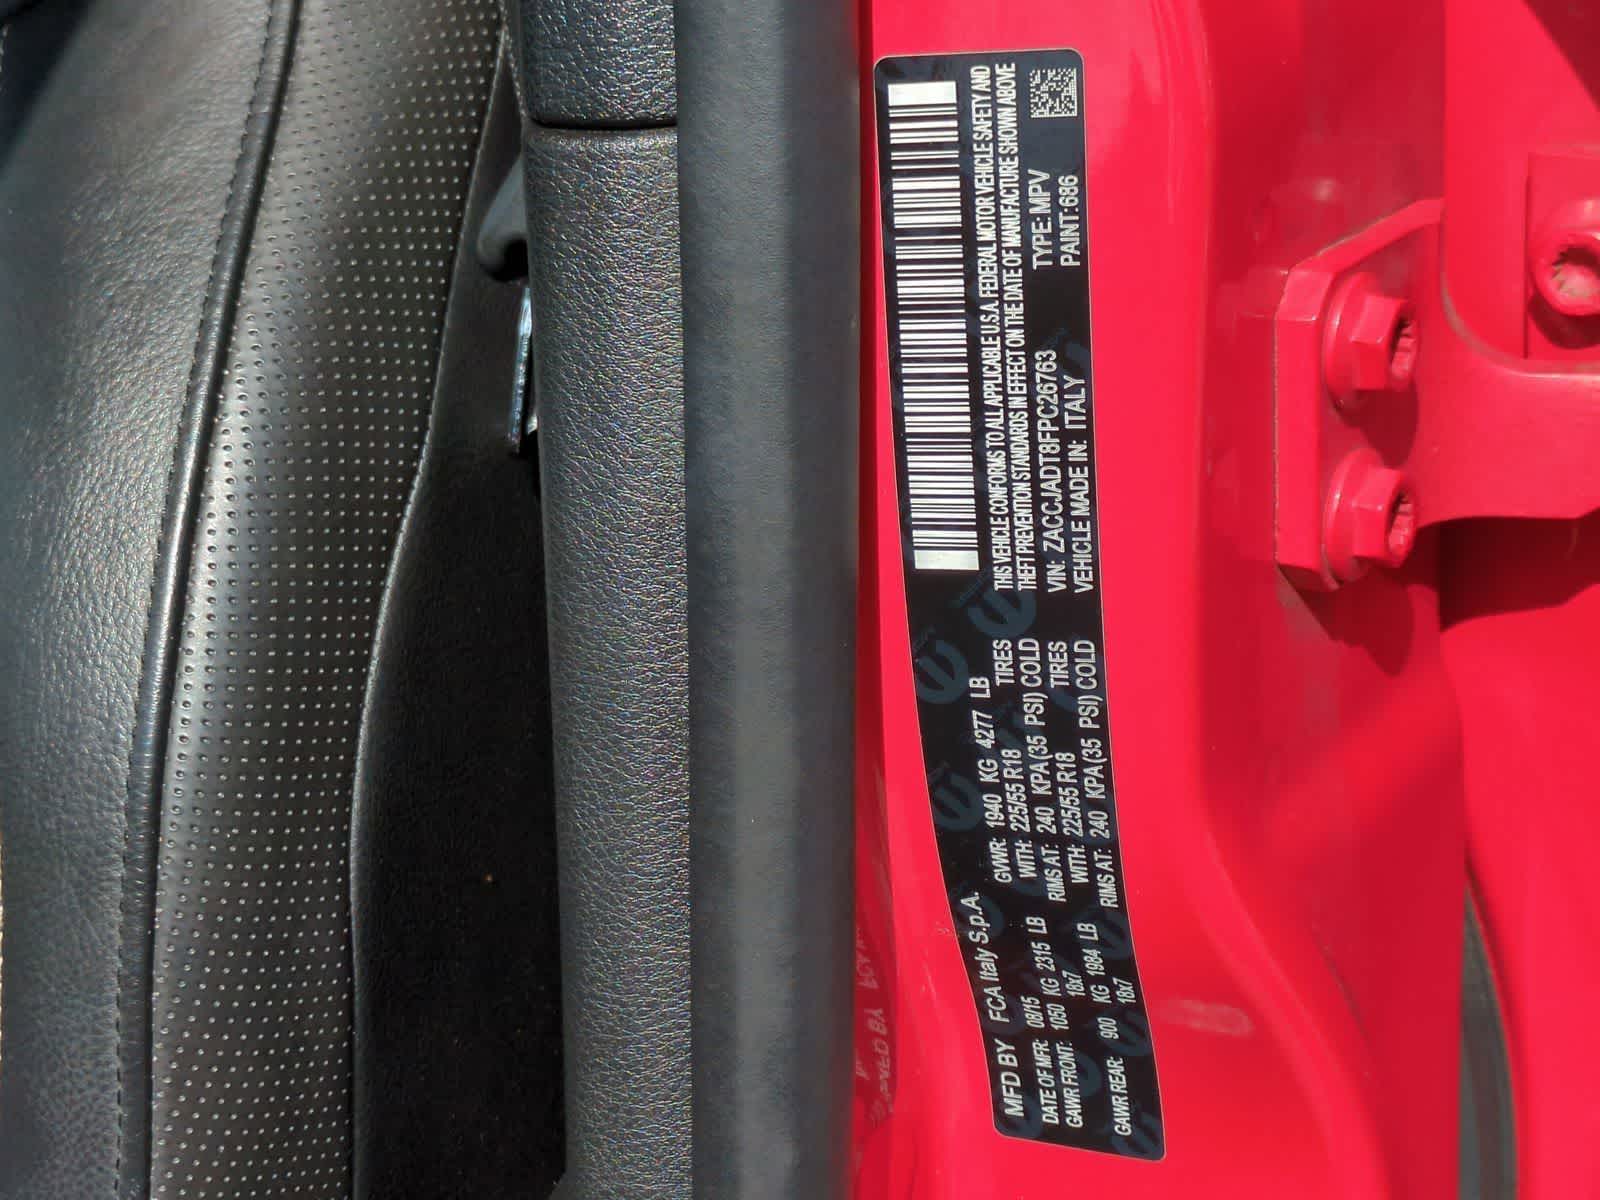 MFD BY FCA Italy S.p.A.
DATE OF MFR: 08/15 GVWR: 1940 KG 4277 LB
GAWR FRONT: 1050 KG 2315 LB WITH: 225/55 R18 TIRES
18x7 RIMS AT: 240 KPA(35 PSI) COLD
GAWR REAR: 900 KG 1984 LB WITH: 225/55 R18 TIRES
18x7 RIMS AT: 240 KPA(35 PSI) COLD
THIS VEHICLE CONFORMS TO ALL APPLICABLE U.S.A. FEDERAL MOTOR VEHICLE SAFETY AND
THEFT PREVENTION STANDARDS IN EFFECT ON THE DATE OF MANUFACTURE SHOWN ABOVE
VIN: ZACCJADT8FPC26763 TYPE: MPV
VEHICLE MADE IN: ITALY PAINT: 686